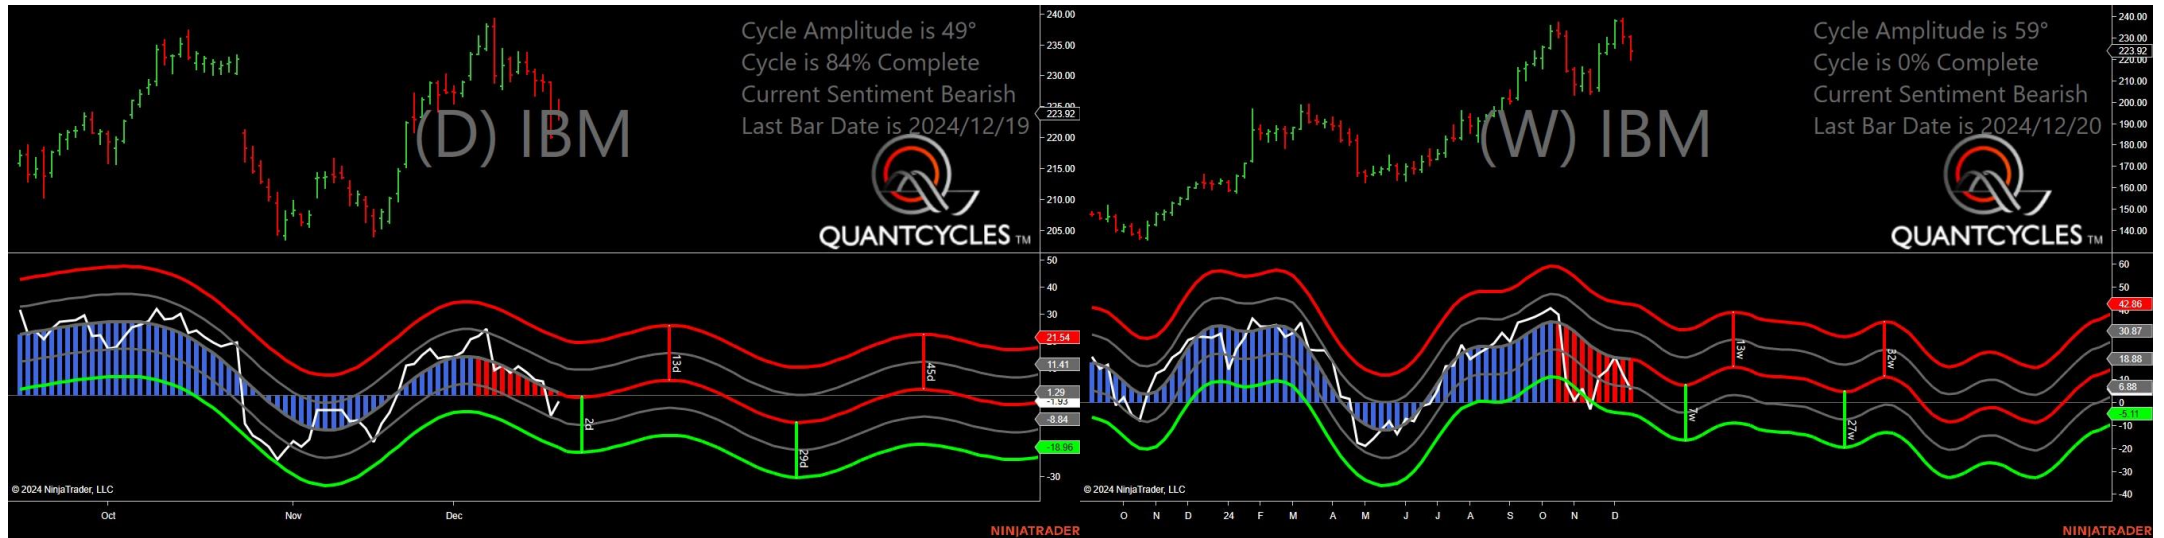 Cycle Amplitude is 49°
Cycle is 84% Complete
Current Sentiment Bearish
Last Bar Date is 2024/12/19
(D) IBM
QUANTCYCLES TM
240.00
235.00
230.00
225.00
223.92
220.00
215.00
210.00
205.00
50
40
30
21.54
11.41
1.29
-1.93
-8.84
-18.96
-30
2d
13d
29d
45d
© 2024 NinjaTrader, LLC
Oct Nov Dec
NINJATRADER
Cycle Amplitude is 59°
Cycle is 0% Complete
Current Sentiment Bearish
Last Bar Date is 2024/12/20
(W) IBM
QUANTCYCLES TM
240.00
230.00
223.92
220.00
210.00
200.00
190.00
180.00
170.00
160.00
150.00
140.00
60
50
42.86
30.87
18.88
10
6.88
0
-5.11
-10
-20
-30
-40
7w
13w
27w
32w
© 2024 NinjaTrader, LLC
O N D 24 F M A M J J A S O N D
NINJATRADER